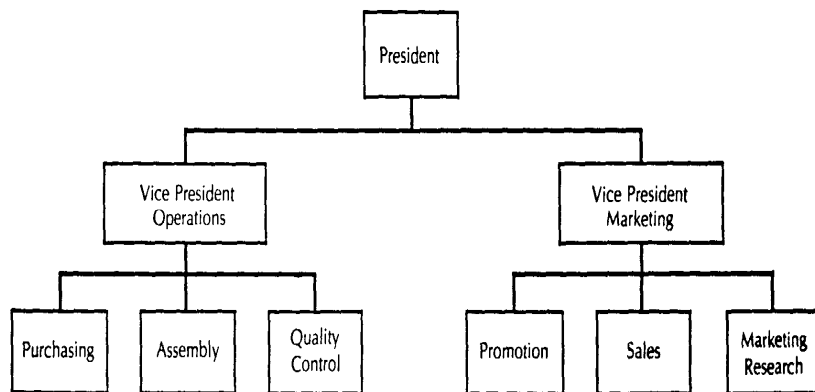 President
Vice President
Operations
Vice President
Marketing
Purchasing
Assembly
Quality
Control
Promotion
Sales
Marketing
Research